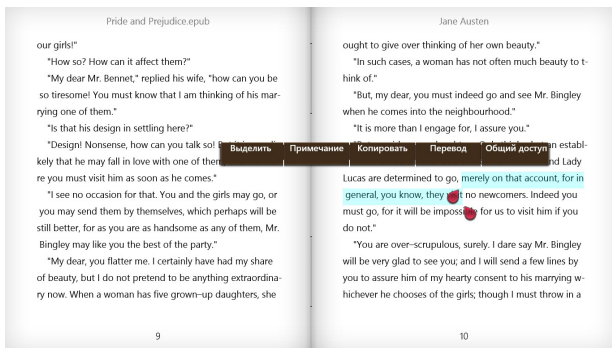 Pride and Prejudice.epub
our girls!"
"How so? How can it affect them?"
"My dear Mr. Bennet," replied his wife, "how can you be
so tiresome! You must know that I am thinking of his mar-
rying one of them."
"Is that his design in settling here?"
"Design! Nonsense, how can you talk so!
kely that he may fall in love with one of them
re you must visit him as soon as he comes."
"I see no occasion for that. You and the girls may go, or
you may send them by themselves, which perhaps will be
still better, for as you are as handsome as any of them, Mr.
Bingley may like you the best of the party."
"My dear, you flatter me. I certainly have had my share
of beauty, but I do not pretend to be anything extraordina-
ry now. When a woman has five grown-up daughters, she
9
Выделить Примечание Копировать Перевод Общий доступ
Jane Austen
ought to give over thinking of her own beauty."
"In such cases, a woman has not often much beauty to t-
hink of."
"But, my dear, you must indeed go and see Mr. Bingley
when he comes into the neighbourhood."
"It is more than I engage for, I assure you."
an establ-
nd Lady
Lucas are determined to go, merely on that account, for in
general, you know, they no newcomers. Indeed you
must go, for it will be impossible for us to visit him if you
do not."
"You are over-scrupulous, surely. I dare say Mr. Bingley
will be very glad to see you; and I will send a few lines by
you to assure him of my hearty consent to his marrying w-
hichever he chooses of the girls; though I must throw in a
10